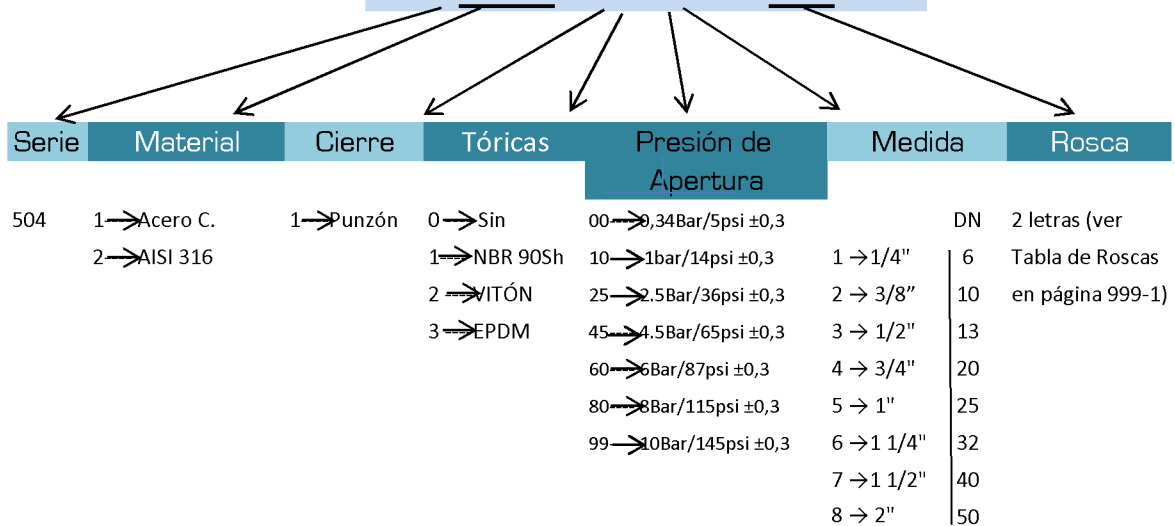 Serie Material Cierre Tóricas Presión de Apertura Medida Rosca
504 1→Acero C. 1→Punzón 0→Sin 00→0,34Bar/5psi ±0,3 DN 2 letras (ver
2→AISI 316 1→NBR 90Sh 10→1bar/14psi ±0,3 1→1/4" 6 Tabla de Roscas
2→VITÓN 25→2.5Bar/36psi ±0,3 2→3/8” 10 en página 999-1)
3→EPDM 45→4.5Bar/65psi ±0,3 3→1/2" 13
60→6Bar/87psi ±0,3 4→3/4" 20
80→8Bar/115psi ±0,3 5→1" 25
99→10Bar/145psi ±0,3 6→1 1/4" 32
7→1 1/2" 40
8→2" 50